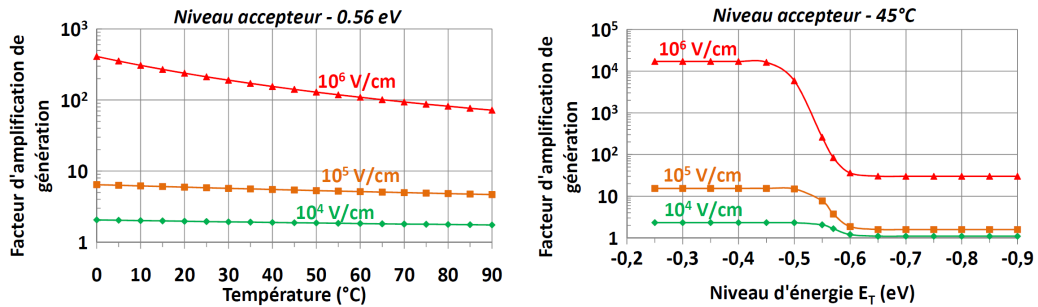 Niveau accepteur - 0.56 eV
Facteur d'amplification de
génération
10³
10²
10
1
10⁶ V/cm
10⁵ V/cm
10⁴ V/cm
0 10 20 30 40 50 60 70 80 90
Température (°C)
Niveau accepteur - 45°C
Facteur d'amplification de
génération
10⁵
10⁴
10³
10²
10
1
10⁶ V/cm
10⁵ V/cm
10⁴ V/cm
-0,2 -0,3 -0,4 -0,5 -0,6 -0,7 -0,8 -0,9
Niveau d'énergie E_T (eV)